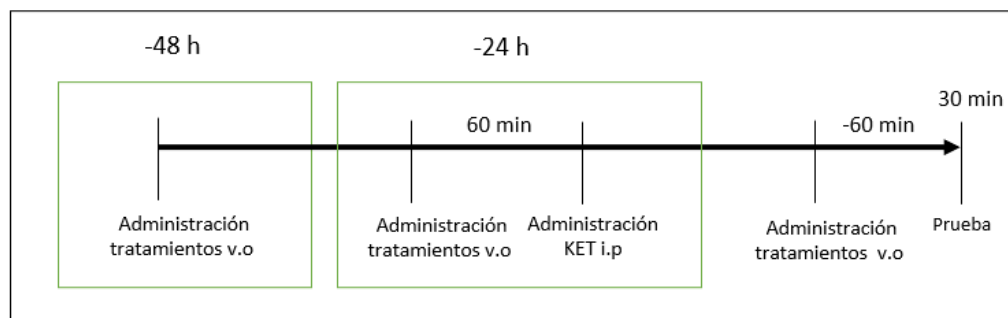 -48 h
-24 h
30 min
60 min
-60 min
Administración
tratamientos v.o
Administración
tratamientos v.o
Administración
KET i.p
Administración
tratamientos v.o
Prueba